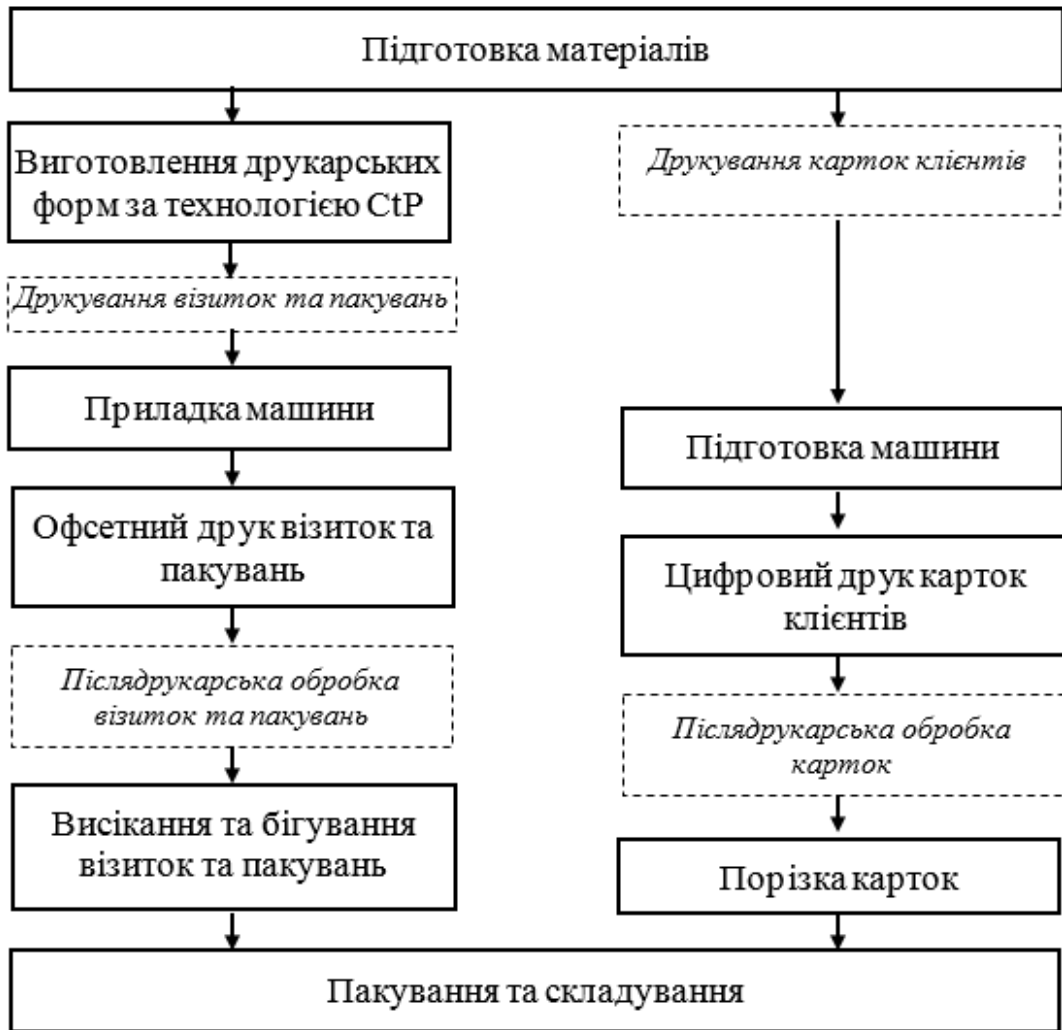 Підготовка матеріалів
Виготовлення друкарських
форм за технологією CtP
Друкування візиток та пакувань
Приладка машини
Офсетний друк візиток та
пакувань
Післядрукарська обробка
візиток та пакувань
Висікання та бігування
візиток та пакувань
Друкування карток клієнтів
Підготовка машини
Цифровий друк карток
клієнтів
Післядрукарська обробка
карток
Порізка карток
Пакування та складування